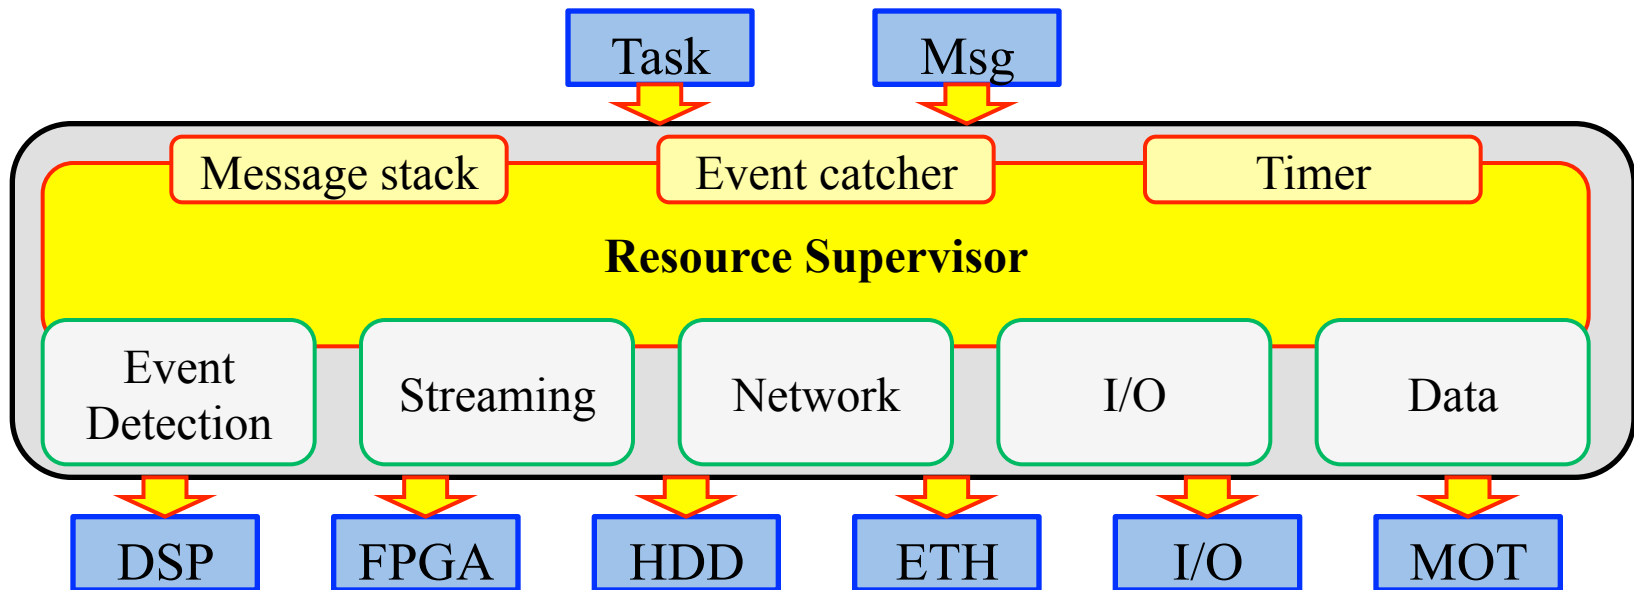 Task
Msg
Message stack
Event catcher
Timer
Resource Supervisor
Event
Detection
Streaming
Network
I/O
Data
DSP
FPGA
HDD
ETH
I/O
MOT